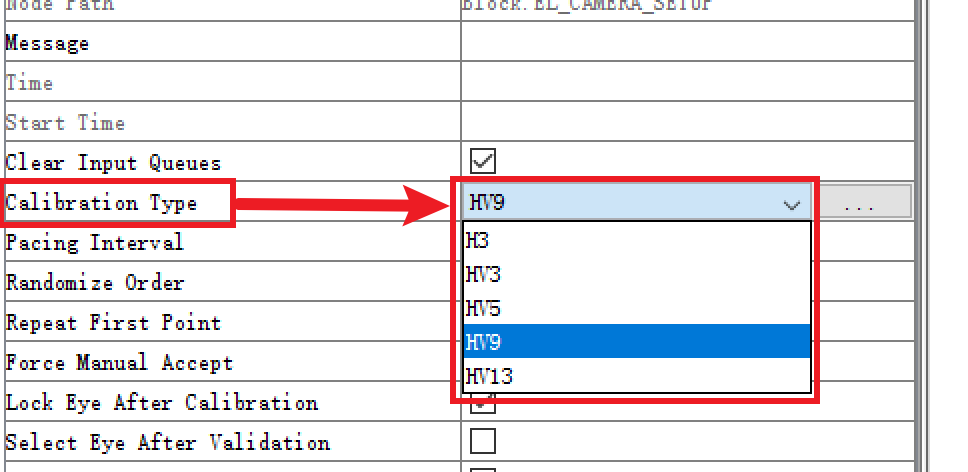 Node Path Block.EL_CAMERA_SETUP
Message
Time
Start Time
Clear Input Queues
Calibration Type HV9 ...
H3
Pacing Interval
HV3
Randomize Order
HV5
Repeat First Point
HV9
Force Manual Accept
HV13
Lock Eye After Calibration
Select Eye After Validation